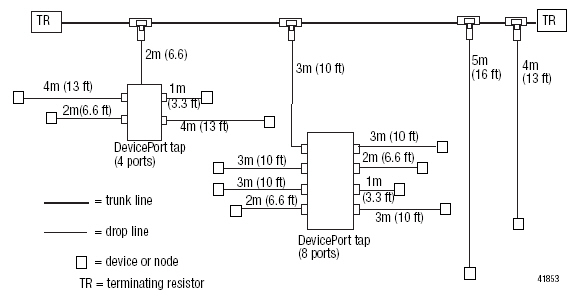 TR
TR
2m (6.6)
3m (10 ft)
5m
(16 ft)
4m
(13 ft)
4m (13 ft)
1m
(3.3 ft)
2m(6.6 ft)
4m (13 ft)
DevicePort tap
(4 ports)
3m (10 ft)
3m (10 ft)
2m (6.6 ft)
3m (10 ft)
1m
(3.3 ft)
2m (6.6 ft)
3m (10 ft)
DevicePort tap
(8 ports)
= trunk line
= drop line
= device or node
TR = terminating resistor
41853